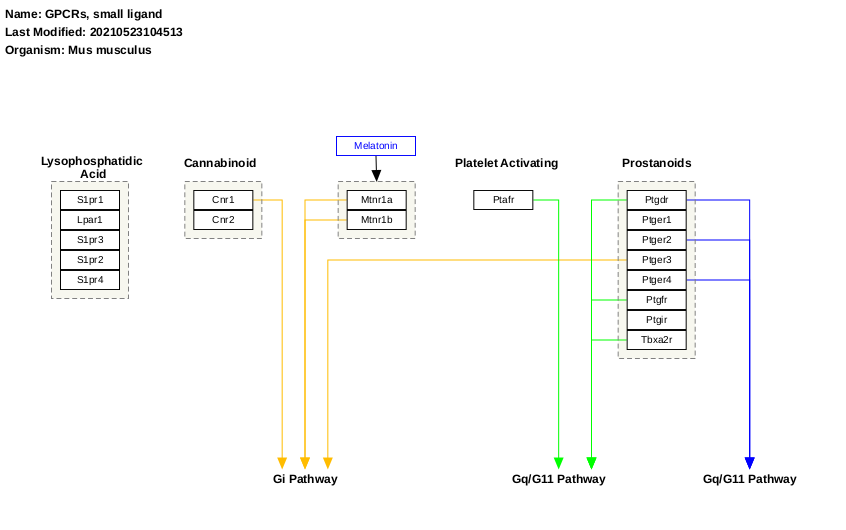 Name: GPCRs, small ligand
Last Modified: 20210523104513
Organism: Mus musculus
Melatonin
Lysophosphatidic
Acid
Cannabinoid
Platelet Activating
Prostanoids
S1pr1
Lpar1
S1pr3
S1pr2
S1pr4
Cnr1
Cnr2
Mtnr1a
Mtnr1b
Ptafr
Ptgdr
Ptger1
Ptger2
Ptger3
Ptger4
Ptgfr
Ptgir
Tbxa2r
Gi Pathway
Gq/G11 Pathway
Gq/G11 Pathway